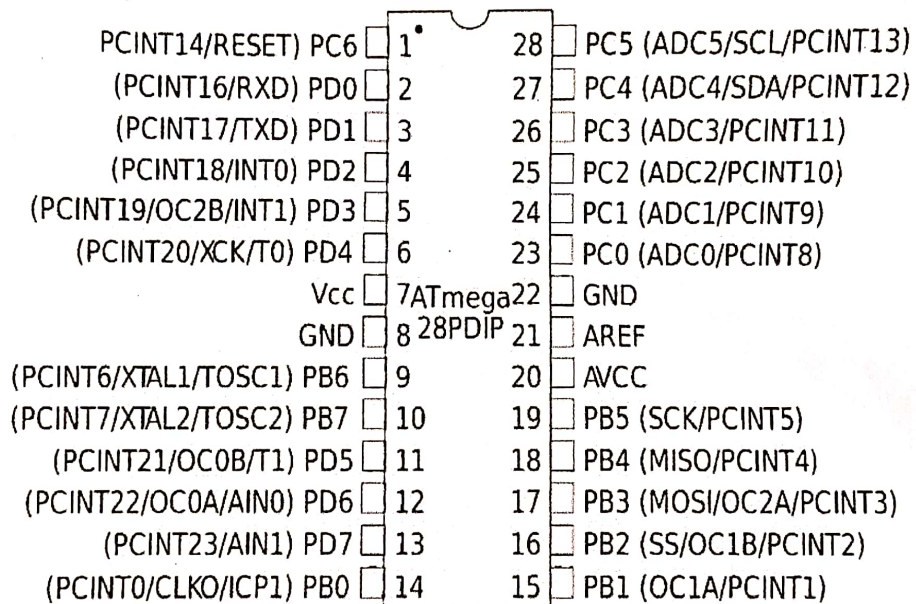 PCINT14/RESET) PC6 1 28 PC5 (ADC5/SCL/PCINT13)
(PCINT16/RXD) PD0 2 27 PC4 (ADC4/SDA/PCINT12)
(PCINT17/TXD) PD1 3 26 PC3 (ADC3/PCINT11)
(PCINT18/INT0) PD2 4 25 PC2 (ADC2/PCINT10)
(PCINT19/OC2B/INT1) PD3 5 24 PC1 (ADC1/PCINT9)
(PCINT20/XCK/T0) PD4 6 23 PC0 (ADC0/PCINT8)
Vcc 7 ATmega 22 GND
GND 8 28PDIP 21 AREF
(PCINT6/XTAL1/TOSC1) PB6 9 20 AVCC
(PCINT7/XTAL2/TOSC2) PB7 10 19 PB5 (SCK/PCINT5)
(PCINT21/OC0B/T1) PD5 11 18 PB4 (MISO/PCINT4)
(PCINT22/OC0A/AIN0) PD6 12 17 PB3 (MOSI/OC2A/PCINT3)
(PCINT23/AIN1) PD7 13 16 PB2 (SS/OC1B/PCINT2)
(PCINT0/CLKO/ICP1) PB0 14 15 PB1 (OC1A/PCINT1)